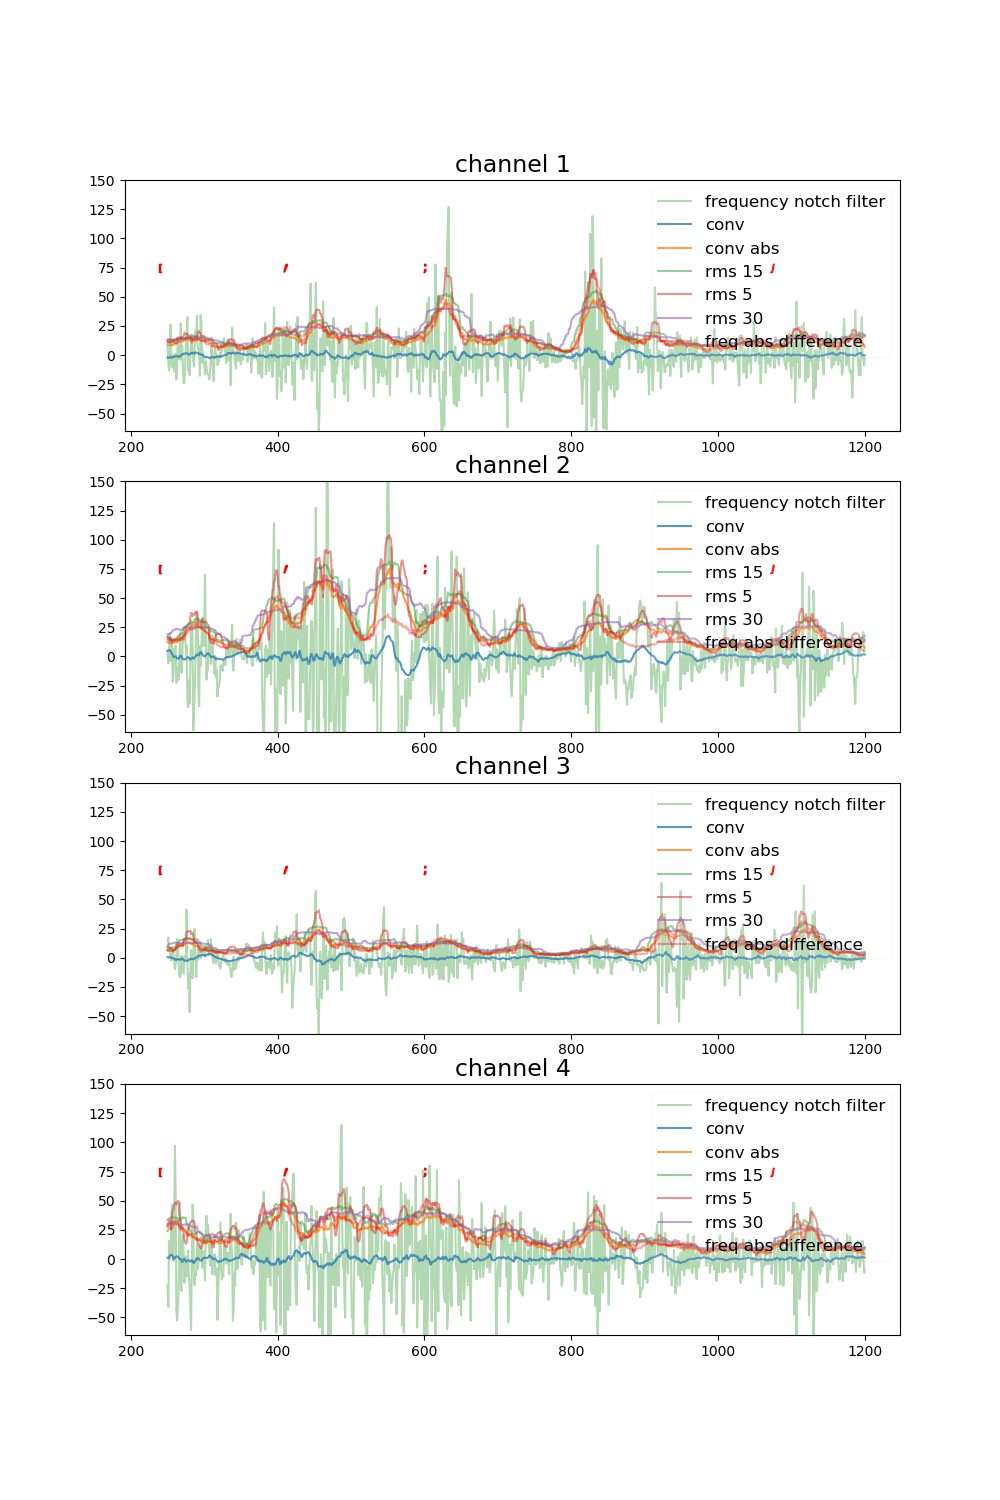 channel 1
150
125
100
75
50
25
0
−25
−50
[ / ; ﻟ
frequency notch filter
conv
conv abs
rms 15
rms 5
rms 30
freq abs difference
200 400 600 800 1000 1200
channel 2
150
125
100
75
50
25
0
−25
−50
frequency notch filter
conv
conv abs
rms 15
rms 5
rms 30
freq abs difference
200 400 600 800 1000 1200
channel 3
150
125
100
75
50
25
0
−25
−50
frequency notch filter
conv
conv abs
rms 15
rms 5
rms 30
freq abs difference
200 400 600 800 1000 1200
channel 4
150
125
100
75
50
25
0
−25
−50
frequency notch filter
conv
conv abs
rms 15
rms 5
rms 30
freq abs difference
200 400 600 800 1000 1200